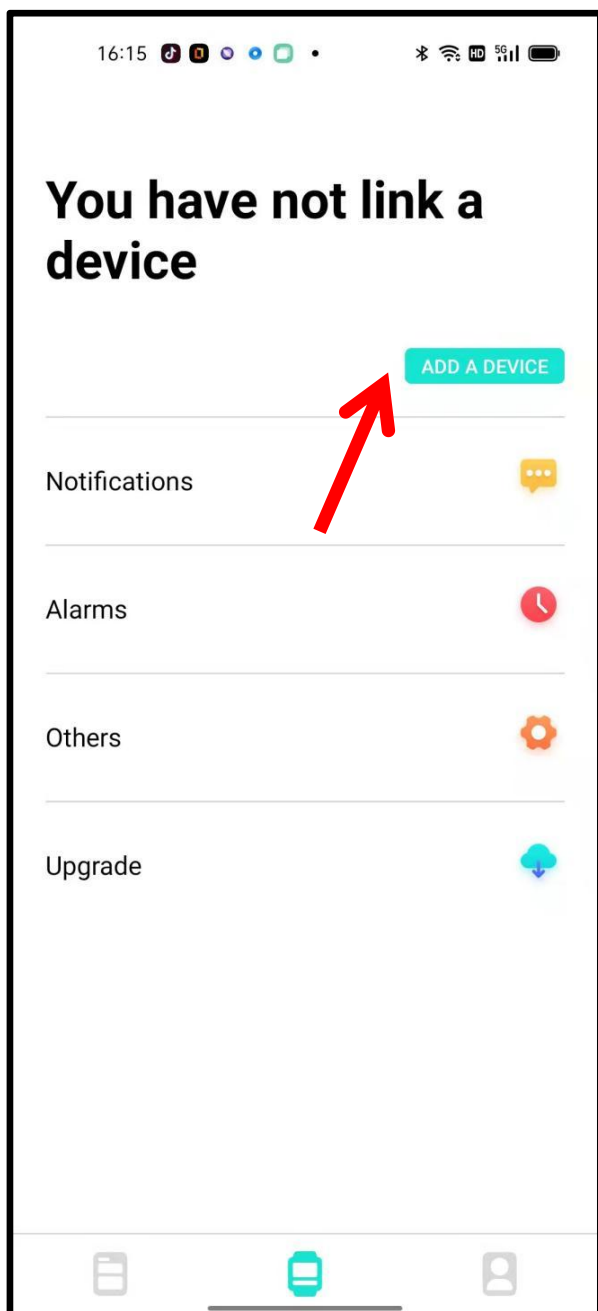 16:15 HD 5G
You have not link a
device
ADD A DEVICE
Notifications
Alarms
Others
Upgrade